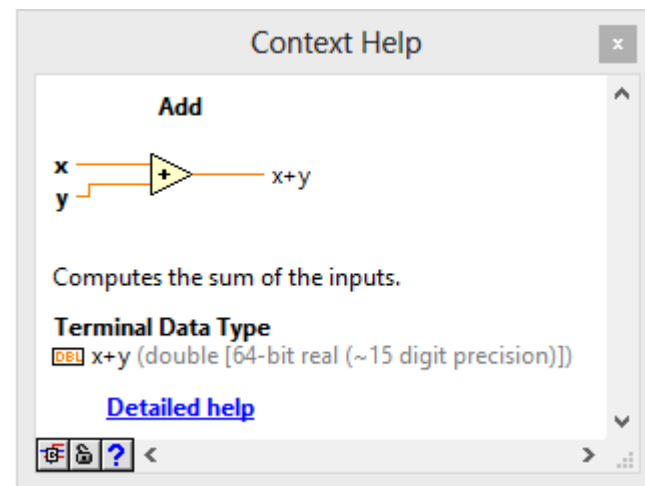 Context Help
x
Add
x
+
x+y
y
Computes the sum of the inputs.
Terminal Data Type
DBL x+y (double [64-bit real (~15 digit precision)])
Detailed help
?